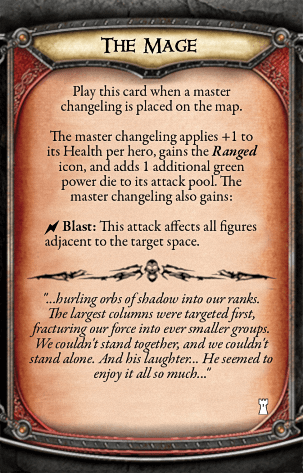 The Mage
Play this card when a master
changeling is placed on the map.
The master changeling applies +1 to
its Health per hero, gains the Ranged
icon, and adds 1 additional green
power die to its attack pool. The
master changeling also gains:
Blast: This attack affects all figures
adjacent to the target space.
"...hurling orbs of shadow into our ranks.
The largest columns were targeted first,
fracturing our force into ever smaller groups.
We couldn't stand together, and we couldn't
stand alone. And his laughter... He seemed to
enjoy it all so much..."